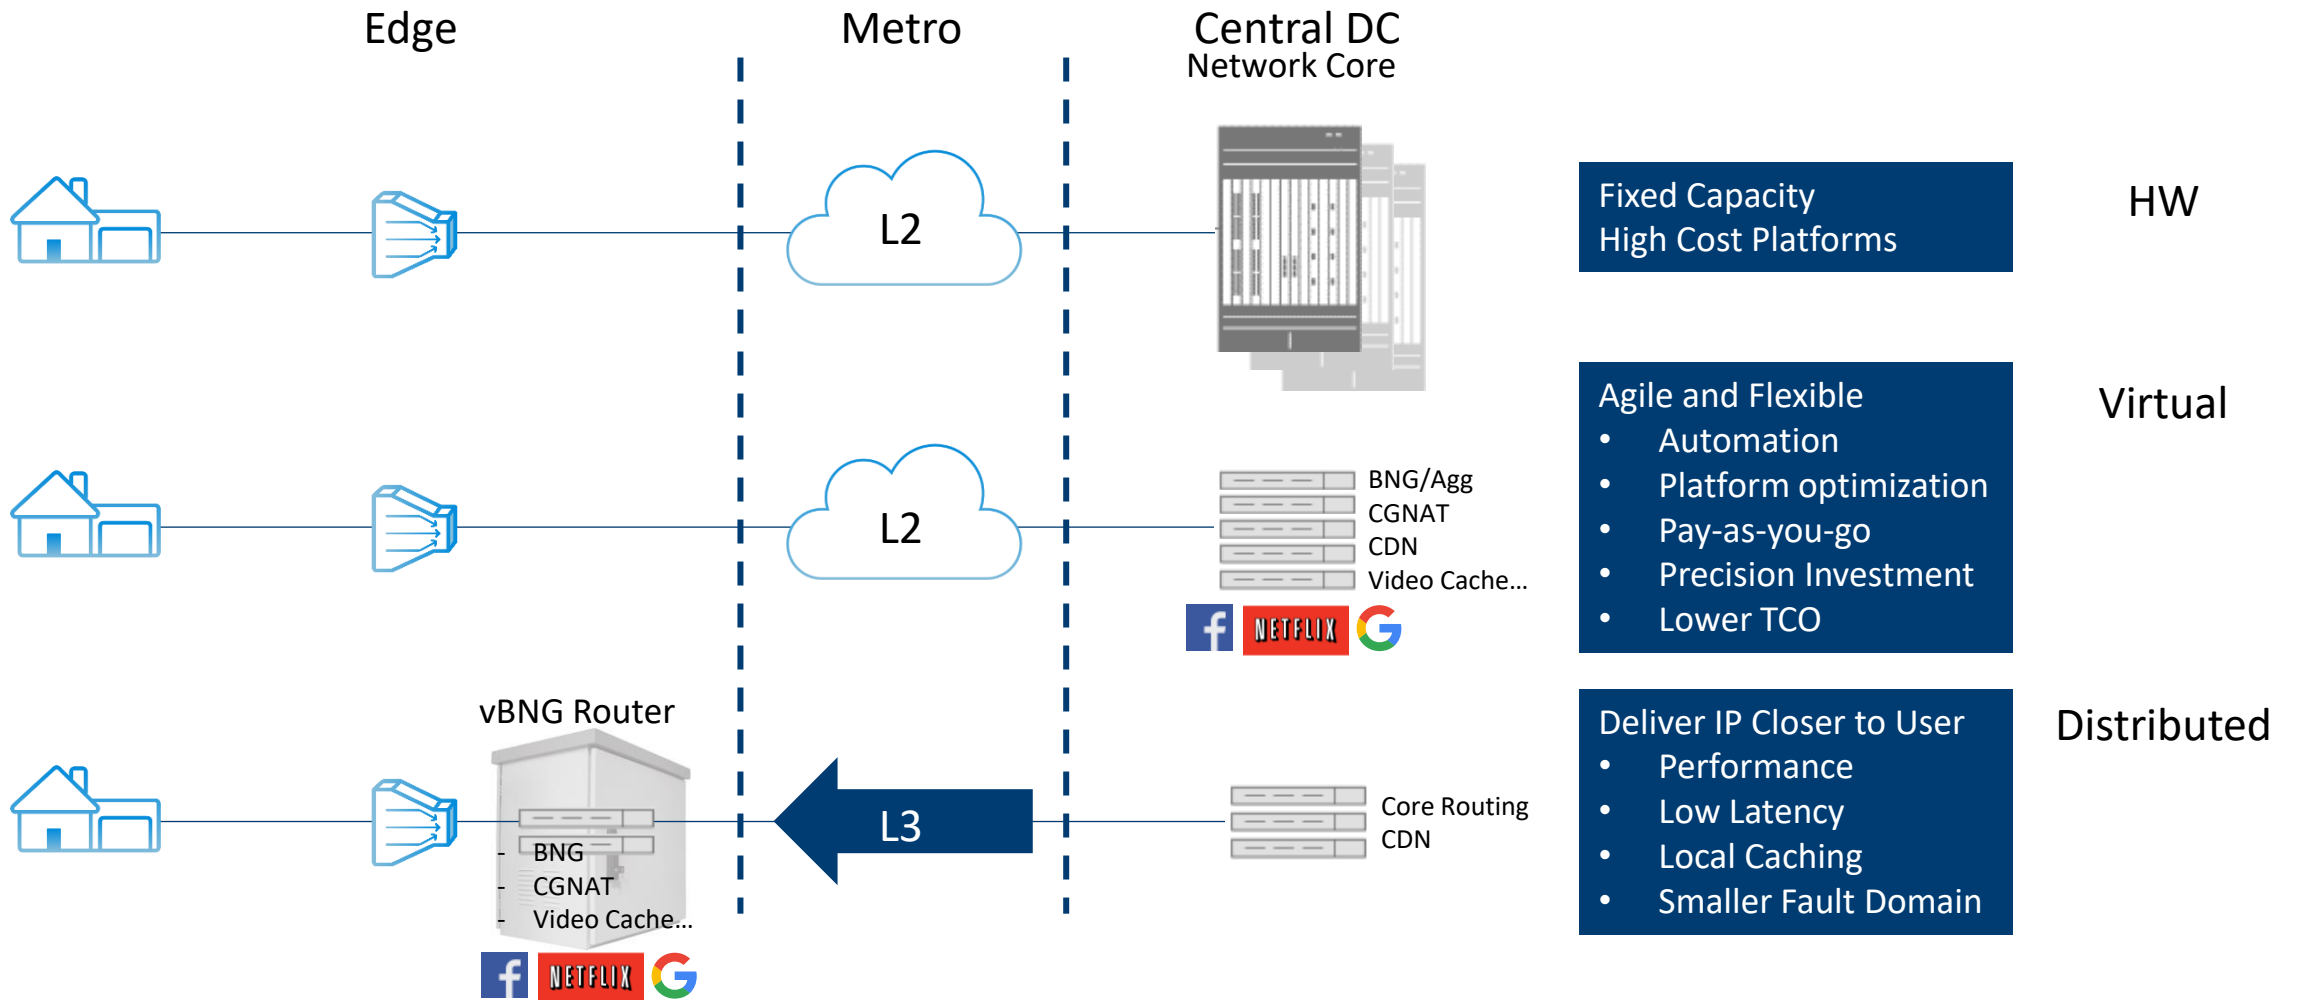 Edge
Metro
Central DC
Network Core
L2
Fixed Capacity
High Cost Platforms
HW
L2
BNG/Agg
CGNAT
CDN
Video Cache...
f
NETFLIX
G
Agile and Flexible
• Automation
• Platform optimization
• Pay-as-you-go
• Precision Investment
• Lower TCO
Virtual
vBNG Router
- BNG
- CGNAT
- Video Cache...
f
NETFLIX
G
L3
Core Routing
CDN
Deliver IP Closer to User
• Performance
• Low Latency
• Local Caching
• Smaller Fault Domain
Distributed